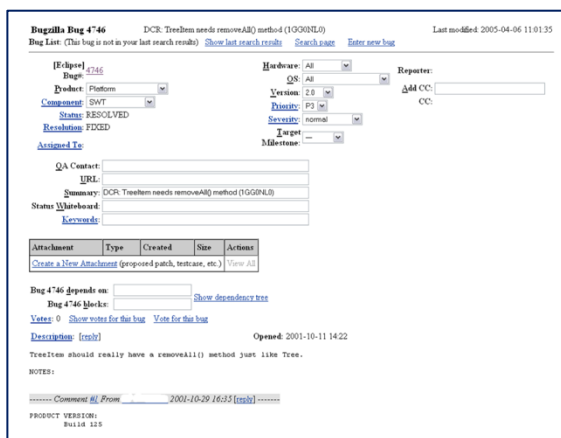 Bugzilla Bug 4746 DCR: TreeItem needs removeAll() method (1GG0NL0) Last modified: 2005-04-06 11:01:35
Bug List: (This bug is not in your last search results) Show last search results Search page Enter new bug
[Eclipse] Bug#: 4746
Hardware: All
Reporter:
OS: All
Product: Platform
Version: 2.0
Add CC:
Component: SWT
Priority: P3
CC:
Status: RESOLVED
Severity: normal
Resolution: FIXED
Target Milestone: ---
Assigned To:
QA Contact:
URL:
Summary: DCR: TreeItem needs removeAll() method (1GG0NL0)
Status Whiteboard:
Keywords:
Attachment Type Created Size Actions
Create a New Attachment (proposed patch, testcase, etc.) View All
Bug 4746 depends on:
Show dependency tree
Bug 4746 blocks:
Votes: 0 Show votes for this bug Vote for this bug
Description: [reply] Opened: 2001-10-11 14:22
TreeItem should really have a removeAll() method just like Tree.
NOTES:
------- Comment #1 From 2001-10-29 16:35 [reply] -------
PRODUCT VERSION:
Build 125